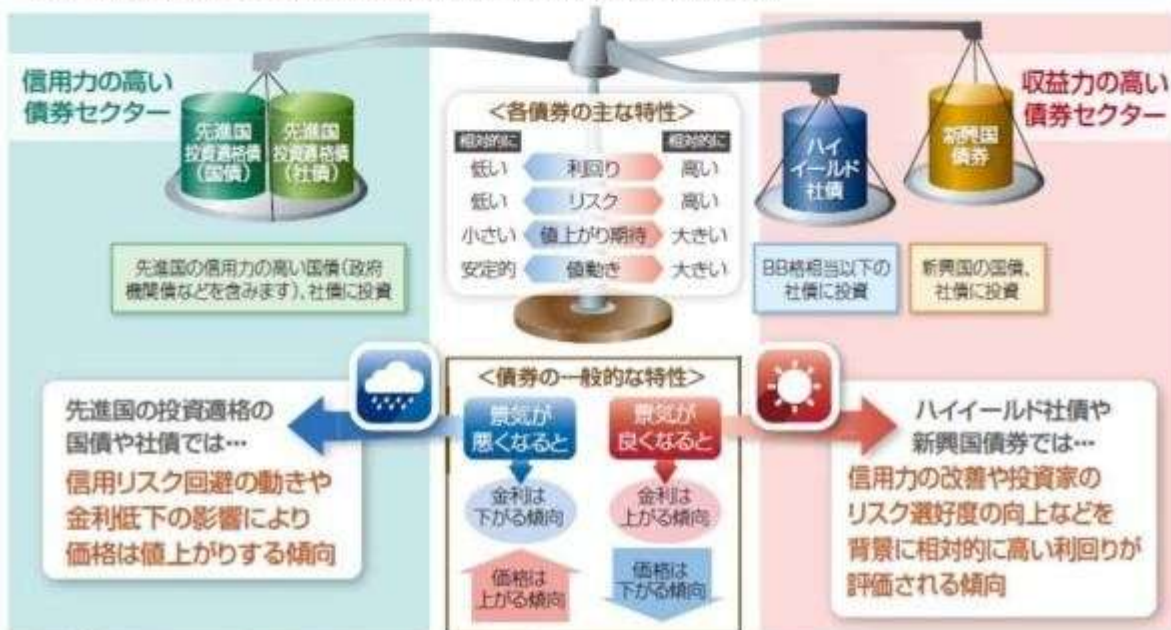 信用力の高い
債券セクター
先進国
投資適格債
(国債)
先進国
投資適格債
(社債)
先進国の信用力の高い国債(政府
機関債などを含みます)、社債に投資
<各債券の主な特性>
相対的に 相対的に
低い 利回り 高い
低い リスク 高い
小さい 値上がり期待 大きい
安定的 値動き 大きい
収益力の高い
債券セクター
ハイ
イールド
社債
新興国
債券
BB格相当以下の
社債に投資
新興国の国債、
社債に投資
先進国の投資適格の
国債や社債では…
信用リスク回避の動きや
金利低下の影響により
価格は値上がりする傾向
<債券の一般的な特性>
景気が
悪くなると
金利は
下がる傾向
価格は
上がる傾向
景気が
良くなると
金利は
上がる傾向
価格は
下がる傾向
ハイイールド社債や
新興国債券では…
信用力の改善や投資家の
リスク選好度の向上などを
背景に相対的に高い利回りが
評価される傾向